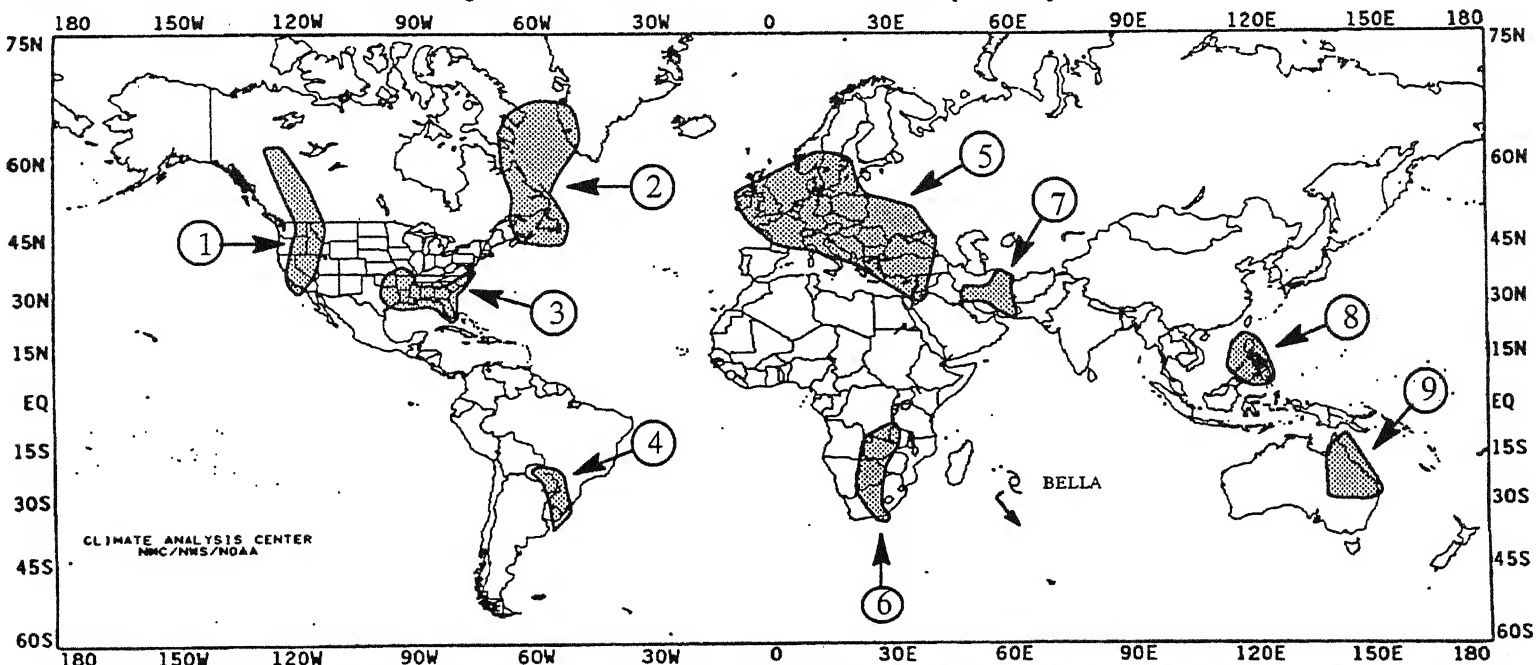 180 150W 120W 90W 60W 30W 0 30E 60E 90E 120E 150E 180
75N 75N
60N 60N
45N 45N
30N 30N
15N 15N
EQ EQ
15S 15S
30S 30S
45S 45S
60S 60S
1
2
3
4
5
6
7
8
9
BELLA
CLIMATE ANALYSIS CENTER
NMC/NWS/NOAA
180 150W 120W 90W 60W 30W 0 30E 60E 90E 120E 150E 180